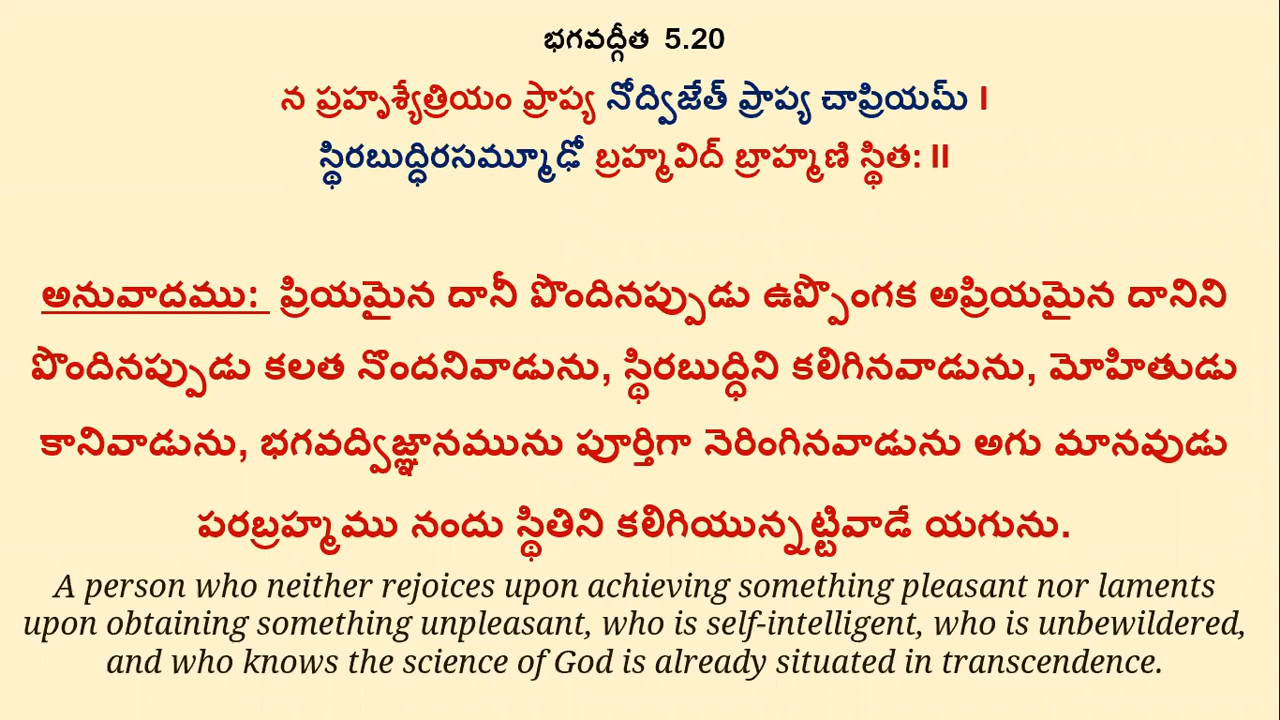 భగవద్గీత 5.20
న ప్రహృశ్యేత్రియం ప్రాప్య నోద్విజేత్ ప్రాప్య చాప్రియమ్ I
స్థిరబుద్ధిరసమ్మూఢో బ్రహ్మవిద్ బ్రాహ్మణి స్థిత: II
అనువాదము: ప్రియమైన దానీ పొందినప్పుడు ఉప్పొంగక అప్రియమైన దానిని
పొందినప్పుడు కలత నొందనివాడును, స్థిరబుద్ధిని కలిగినవాడును, మోహితుడు
కానివాడును, భగవద్విజ్ఞానమును పూర్తిగా నెరింగినవాడును అగు మానవుడు
పరబ్రహ్మము నందు స్థితిని కలిగియున్నట్టివాడే యగును.
A person who neither rejoices upon achieving something pleasant nor laments
upon obtaining something unpleasant, who is self-intelligent, who is unbewildered,
and who knows the science of God is already situated in transcendence.